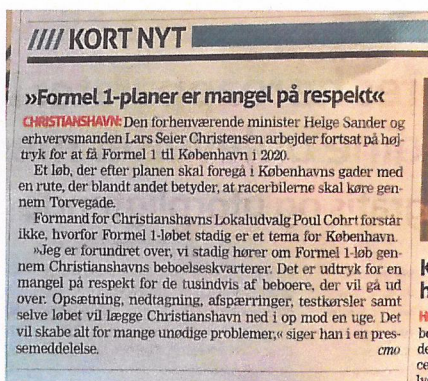 //// KORT NYT
»Formel 1-planer er mangel på respekt«
CHRISTIANSHAVN: Den forhenværende minister Helge Sander og
erhvervsmanden Lars Seier Christensen arbejder fortsat på høj-
tryk for at få Formel 1 til København i 2020.
Et løb, der efter planen skal foregå i Københavns gader med
en rute, der blandt andet betyder, at racerbilerne skal køre gen-
nem Torvegade.
Formand for Christianshavns Lokaludvalg Poul Cohrt forstår
ikke, hvorfor Formel 1-løbet stadig er et tema for København.
»Jeg er forundret over, vi stadig hører om Formel 1-løb gen-
nem Christianshavns beboelseskvarterer. Det er udtryk for en
mangel på respekt for de tusindvis af beboere, der vil gå ud
over. Opsætning, nedtagning, afspærringer, testkørsler samt
selve løbet vil lægge Christianshavn ned i op mod en uge. Det
vil skabe alt for mange unødige problemer,« siger han i en pres-
semeddelelse.
cmo